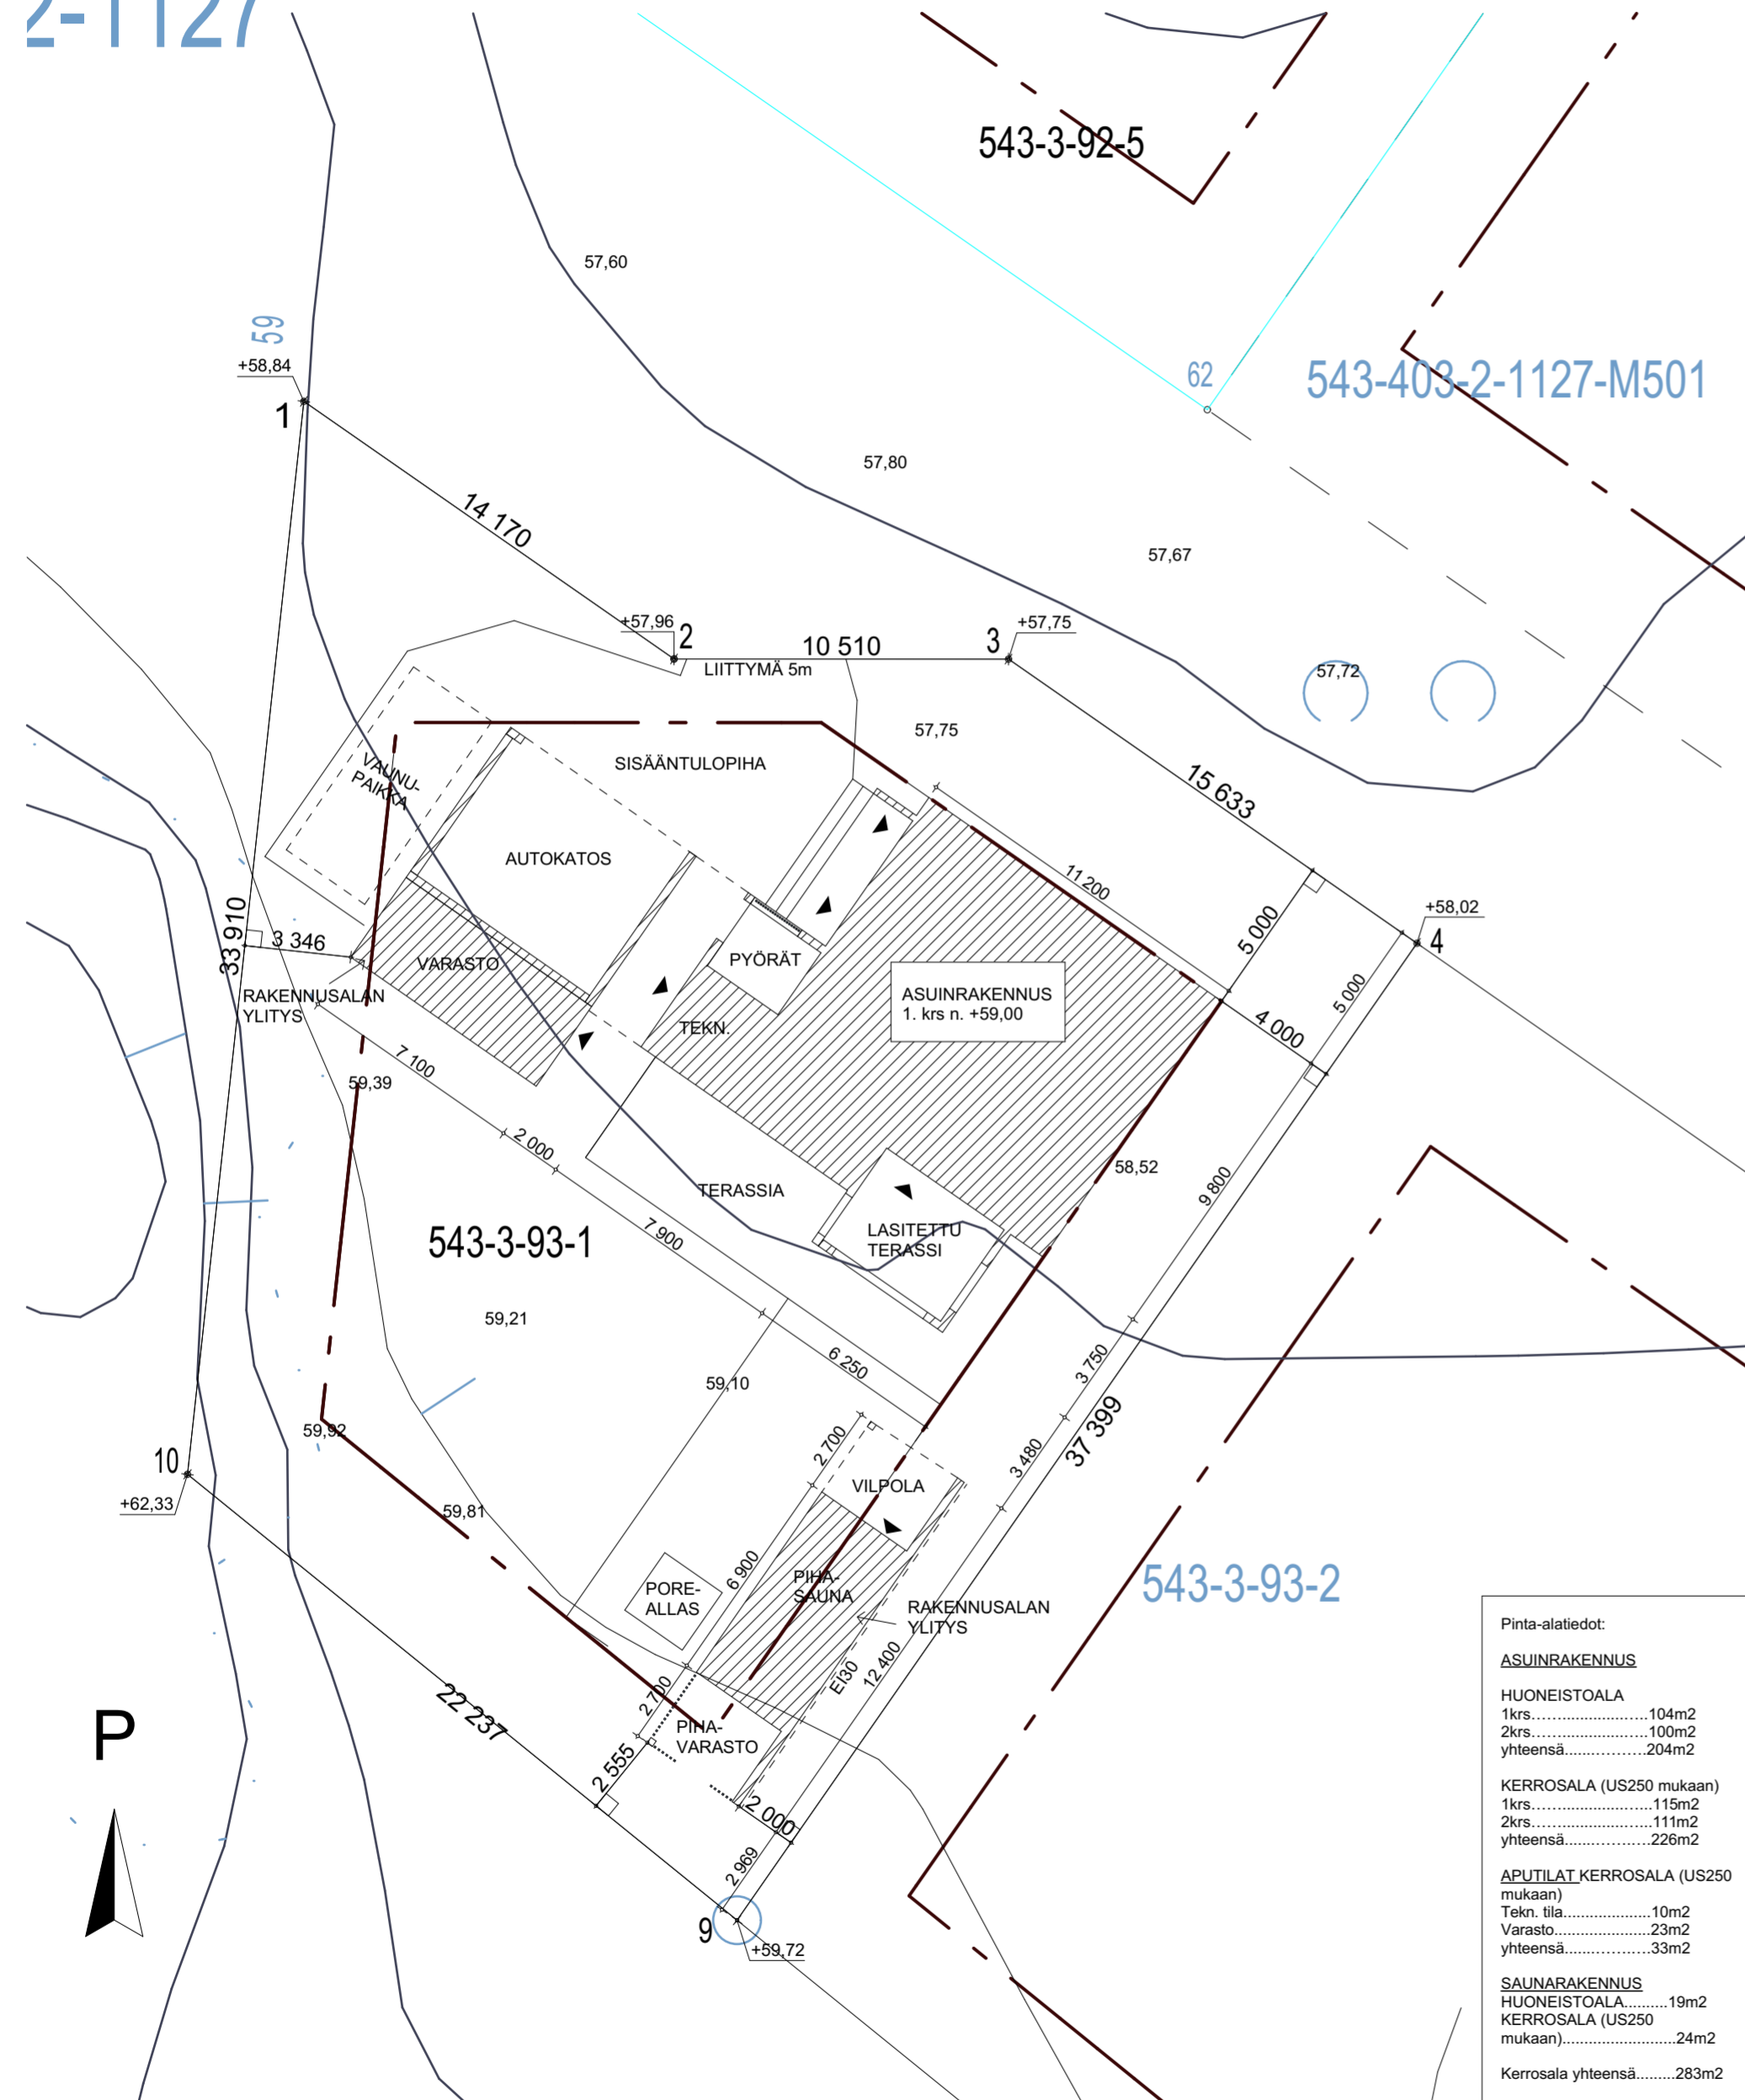 2-1127
543-3-92-5
57,60
59
+58,84
1
62
543-403-2-1127-M501
57,80
14 170
57,67
+57,96
2
10 510
3
+57,75
LIITTYMÄ 5m
57,72
57,75
SISÄÄNTULOPIHA
VAUNU-
PAIKKA
15 633
AUTOKATOS
11 200
+58,02
4
5 000
33 910
3 346
VARASTO
PYÖRÄT
5 000
RAKENNUSALAN
YLITYS
ASUINRAKENNUS
1. krs n. +59,00
TEKN.
4 000
7 100
59,39
2 000
58,52
TERASSIA
9 800
543-3-93-1
7 900
LASITETTU
TERASSI
59,21
6 250
3 750
59,10
59,92
37 399
2 700
3 480
10
VILPOLA
+62,33
59,81
6 900
PORE-
ALLAS
PIHA-
SAUNA
543-3-93-2
RAKENNUSALAN
YLITYS
EI30
12 400
2 700
22 237
P
PIHA-
VARASTO
2 555
2 000
2 969
9
+59,72
Pinta-alatiedot:
ASUINRAKENNUS
HUONEISTOALA
1krs...........................104m2
2krs...........................100m2
yhteensä...................204m2
KERROSALA (US250 mukaan)
1krs............................115m2
2krs............................111m2
yhteensä....................226m2
APUTILAT KERROSALA (US250
mukaan)
Tekn. tila....................10m2
Varasto......................23m2
yhteensä....................33m2
SAUNARAKENNUS
HUONEISTOALA..........19m2
KERROSALA (US250
mukaan)..........................24m2
Kerrosala yhteensä.........283m2